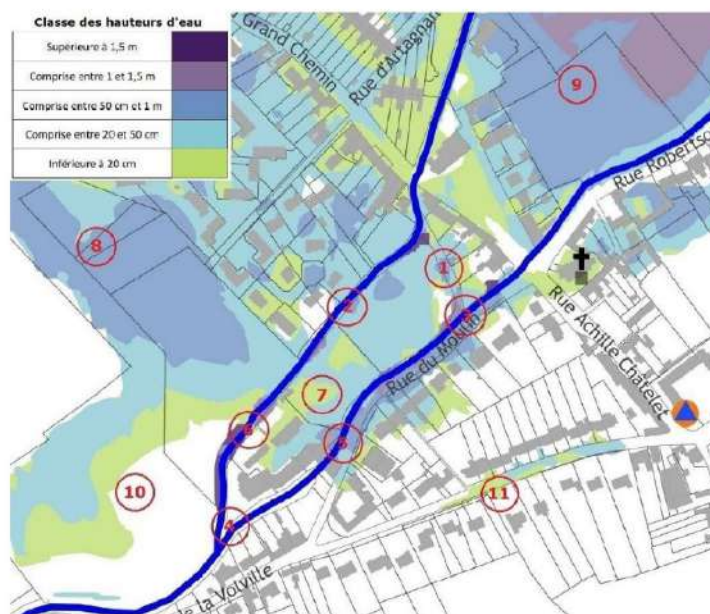 Classe des hauteurs d'eau
Supérieure à 1,5 m
Comprise entre 1 et 1,5 m
Comprise entre 50 cm et 1 m
Comprise entre 20 et 50 cm
Inférieure à 20 cm
Grand Chemin
Rue d'Artagnan
9
Rue Roberts
8
1
2
3
Rue du Moulin
Rue Achille Châtelet
7
6
5
10
11
4
de la Volville